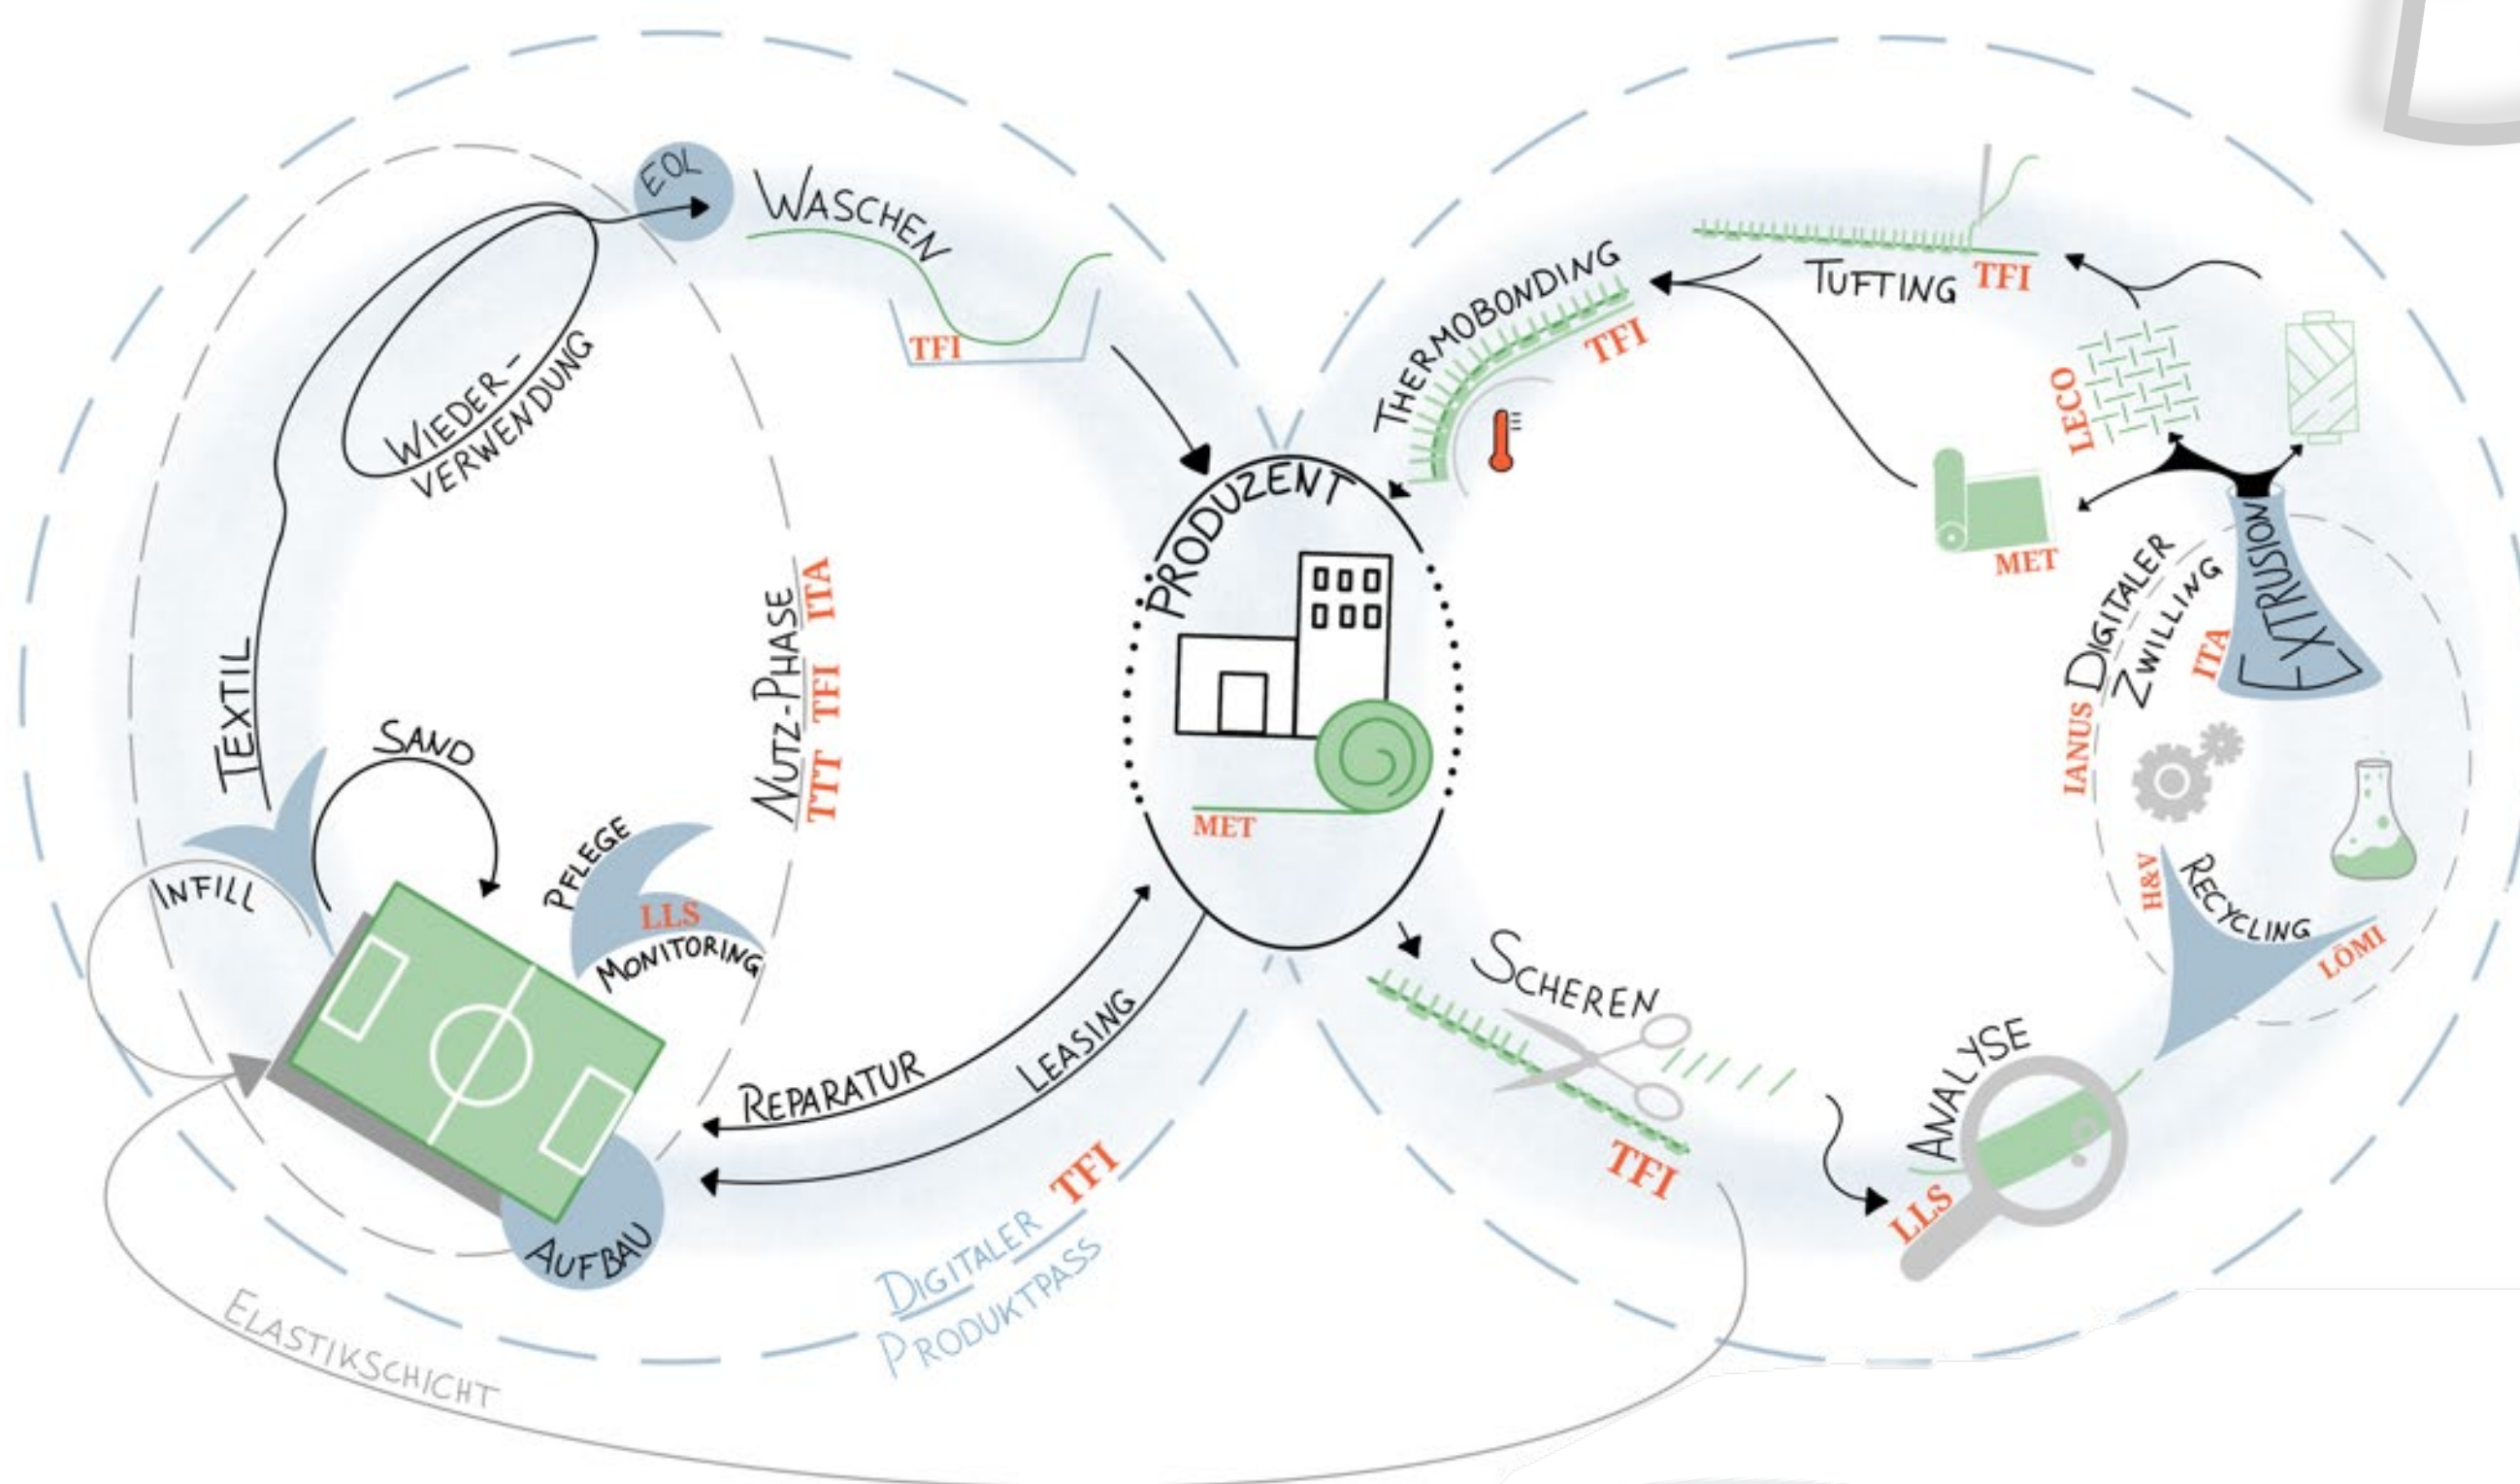 EOL
WASCHEN
TFI
WIEDER-
VERWENDUNG
TEXTIL
SAND
INFILL
PFLEGE
LLS
MONITORING
NUTZ-PHASE
TTT TFI ITA
AUFBAU
REPARATUR
LEASING
DIGITALER TFI
PRODUKTPASS
ELASTIKSCHICHT
PRODUZENT
MET
THERMOBONDING
TFI
TUFTING TFI
LECO
MET
EXTRUSION
ITA
IANUS DIGITALER
ZWILLING
H&V
RECYCLING
LÖMI
SCHEREN
TFI
ANALYSE
LLS